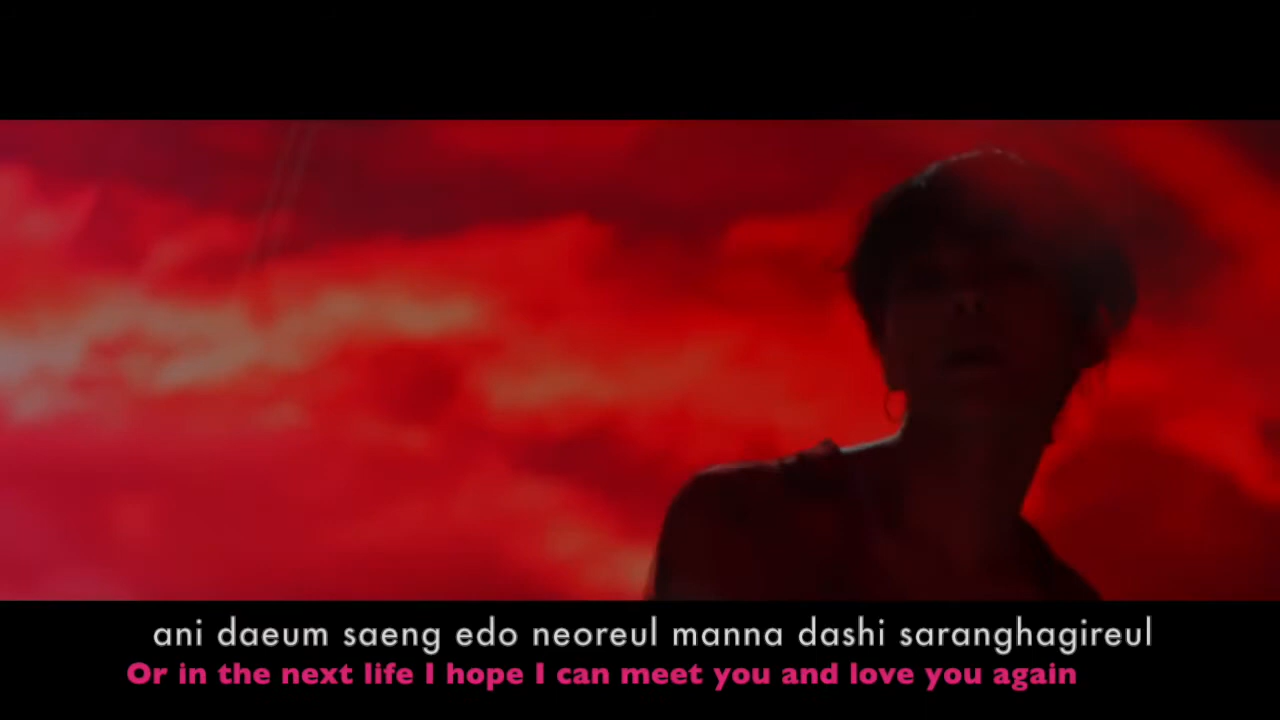 ani daeum saeng edo neoreul manna dashi saranghagireul
Or in the next life I hope I can meet you and love you again